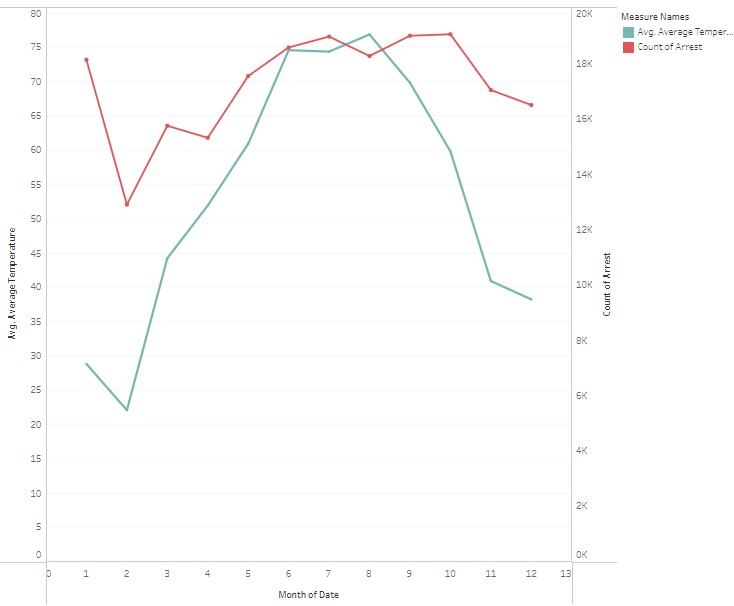 80
75
70
65
60
55
50
45
40
35
30
25
20
15
10
5
0
Avg. Average Temperature
20K
18K
16K
14K
12K
10K
8K
6K
4K
2K
0K
Count of Arrest
0 1 2 3 4 5 6 7 8 9 10 11 12 13
Month of Date
Measure Names
Avg. Average Temper...
Count of Arrest